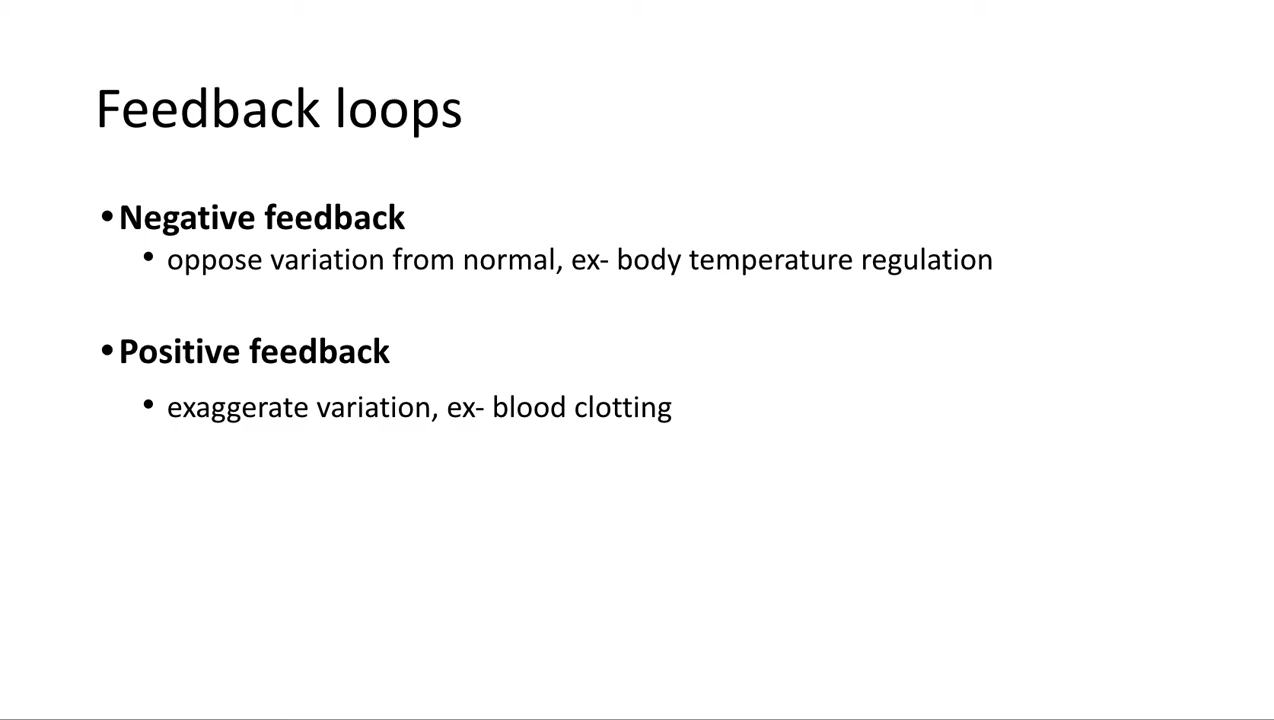 Feedback loops
•Negative feedback
• oppose variation from normal, ex- body temperature regulation
•Positive feedback
• exaggerate variation, ex- blood clotting